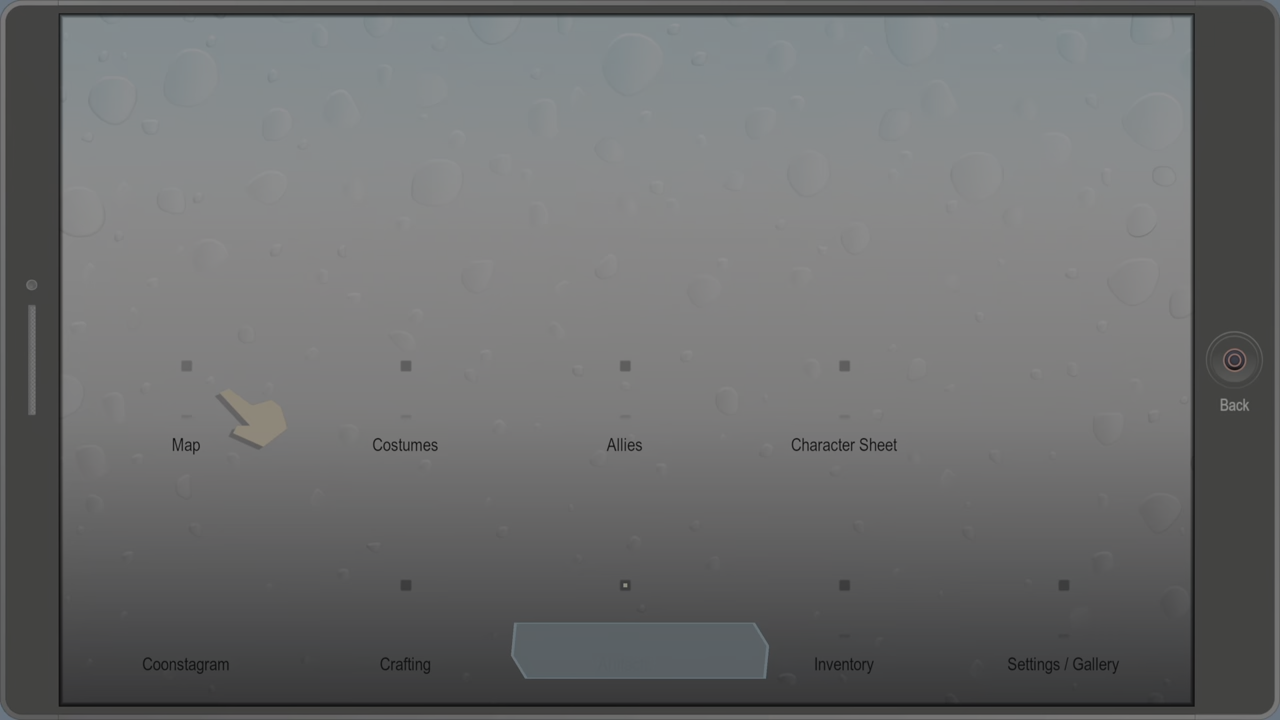 Back
Map
Costumes
Allies
Character Sheet
Coonstagram
Crafting
Inventory
Settings / Gallery